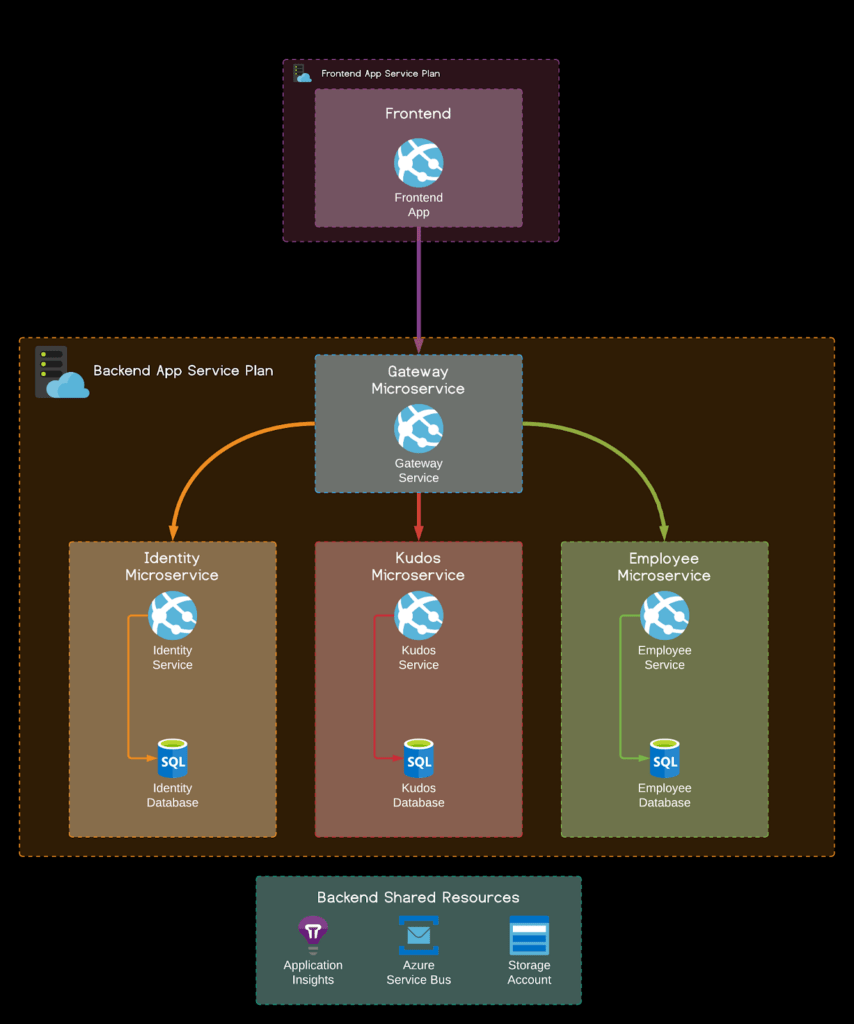 Frontend App Service Plan
Frontend
Frontend
App
Backend App Service Plan
Gateway
Microservice
Gateway
Service
Identity
Microservice
Identity
Service
SQL
Identity
Database
Kudos
Microservice
Kudos
Service
SQL
Kudos
Database
Employee
Microservice
Employee
Service
SQL
Employee
Database
Backend Shared Resources
Application
Insights
Azure
Service Bus
Storage
Account